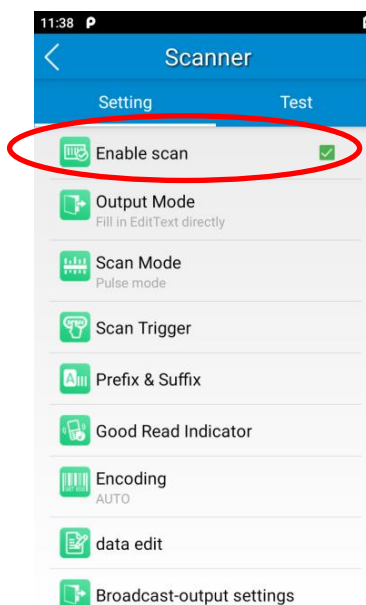 11:38
Scanner
Setting Test
Enable scan
Output Mode
Fill in EditText directly
Scan Mode
Pulse mode
Scan Trigger
Prefix & Suffix
Good Read Indicator
Encoding
AUTO
data edit
Broadcast-output settings